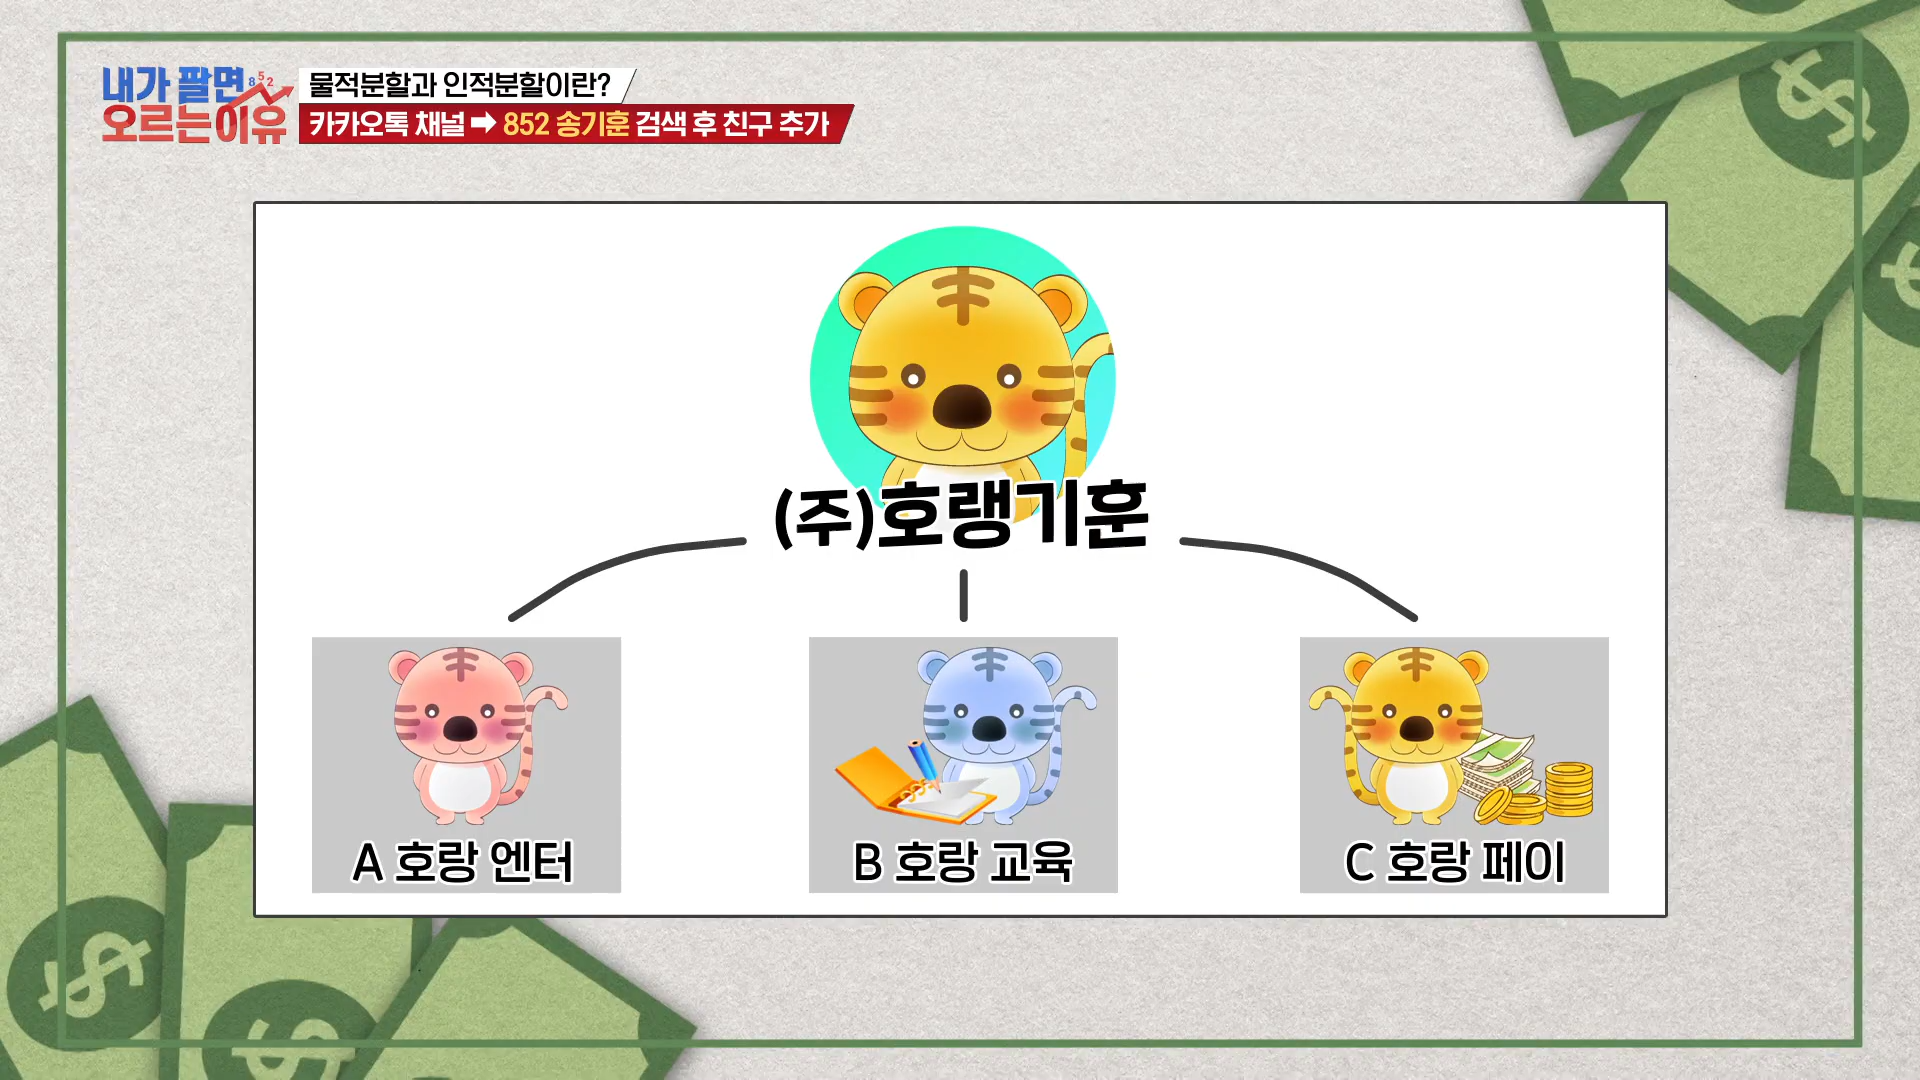 내가 팔면 852
오르는 이유
물적분할과 인적분할이란?
카카오톡 채널 ➡ 852 송기훈 검색 후 친구 추가
(주)호랭기훈
A 호랑 엔터
B 호랑 교육
C 호랑 페이